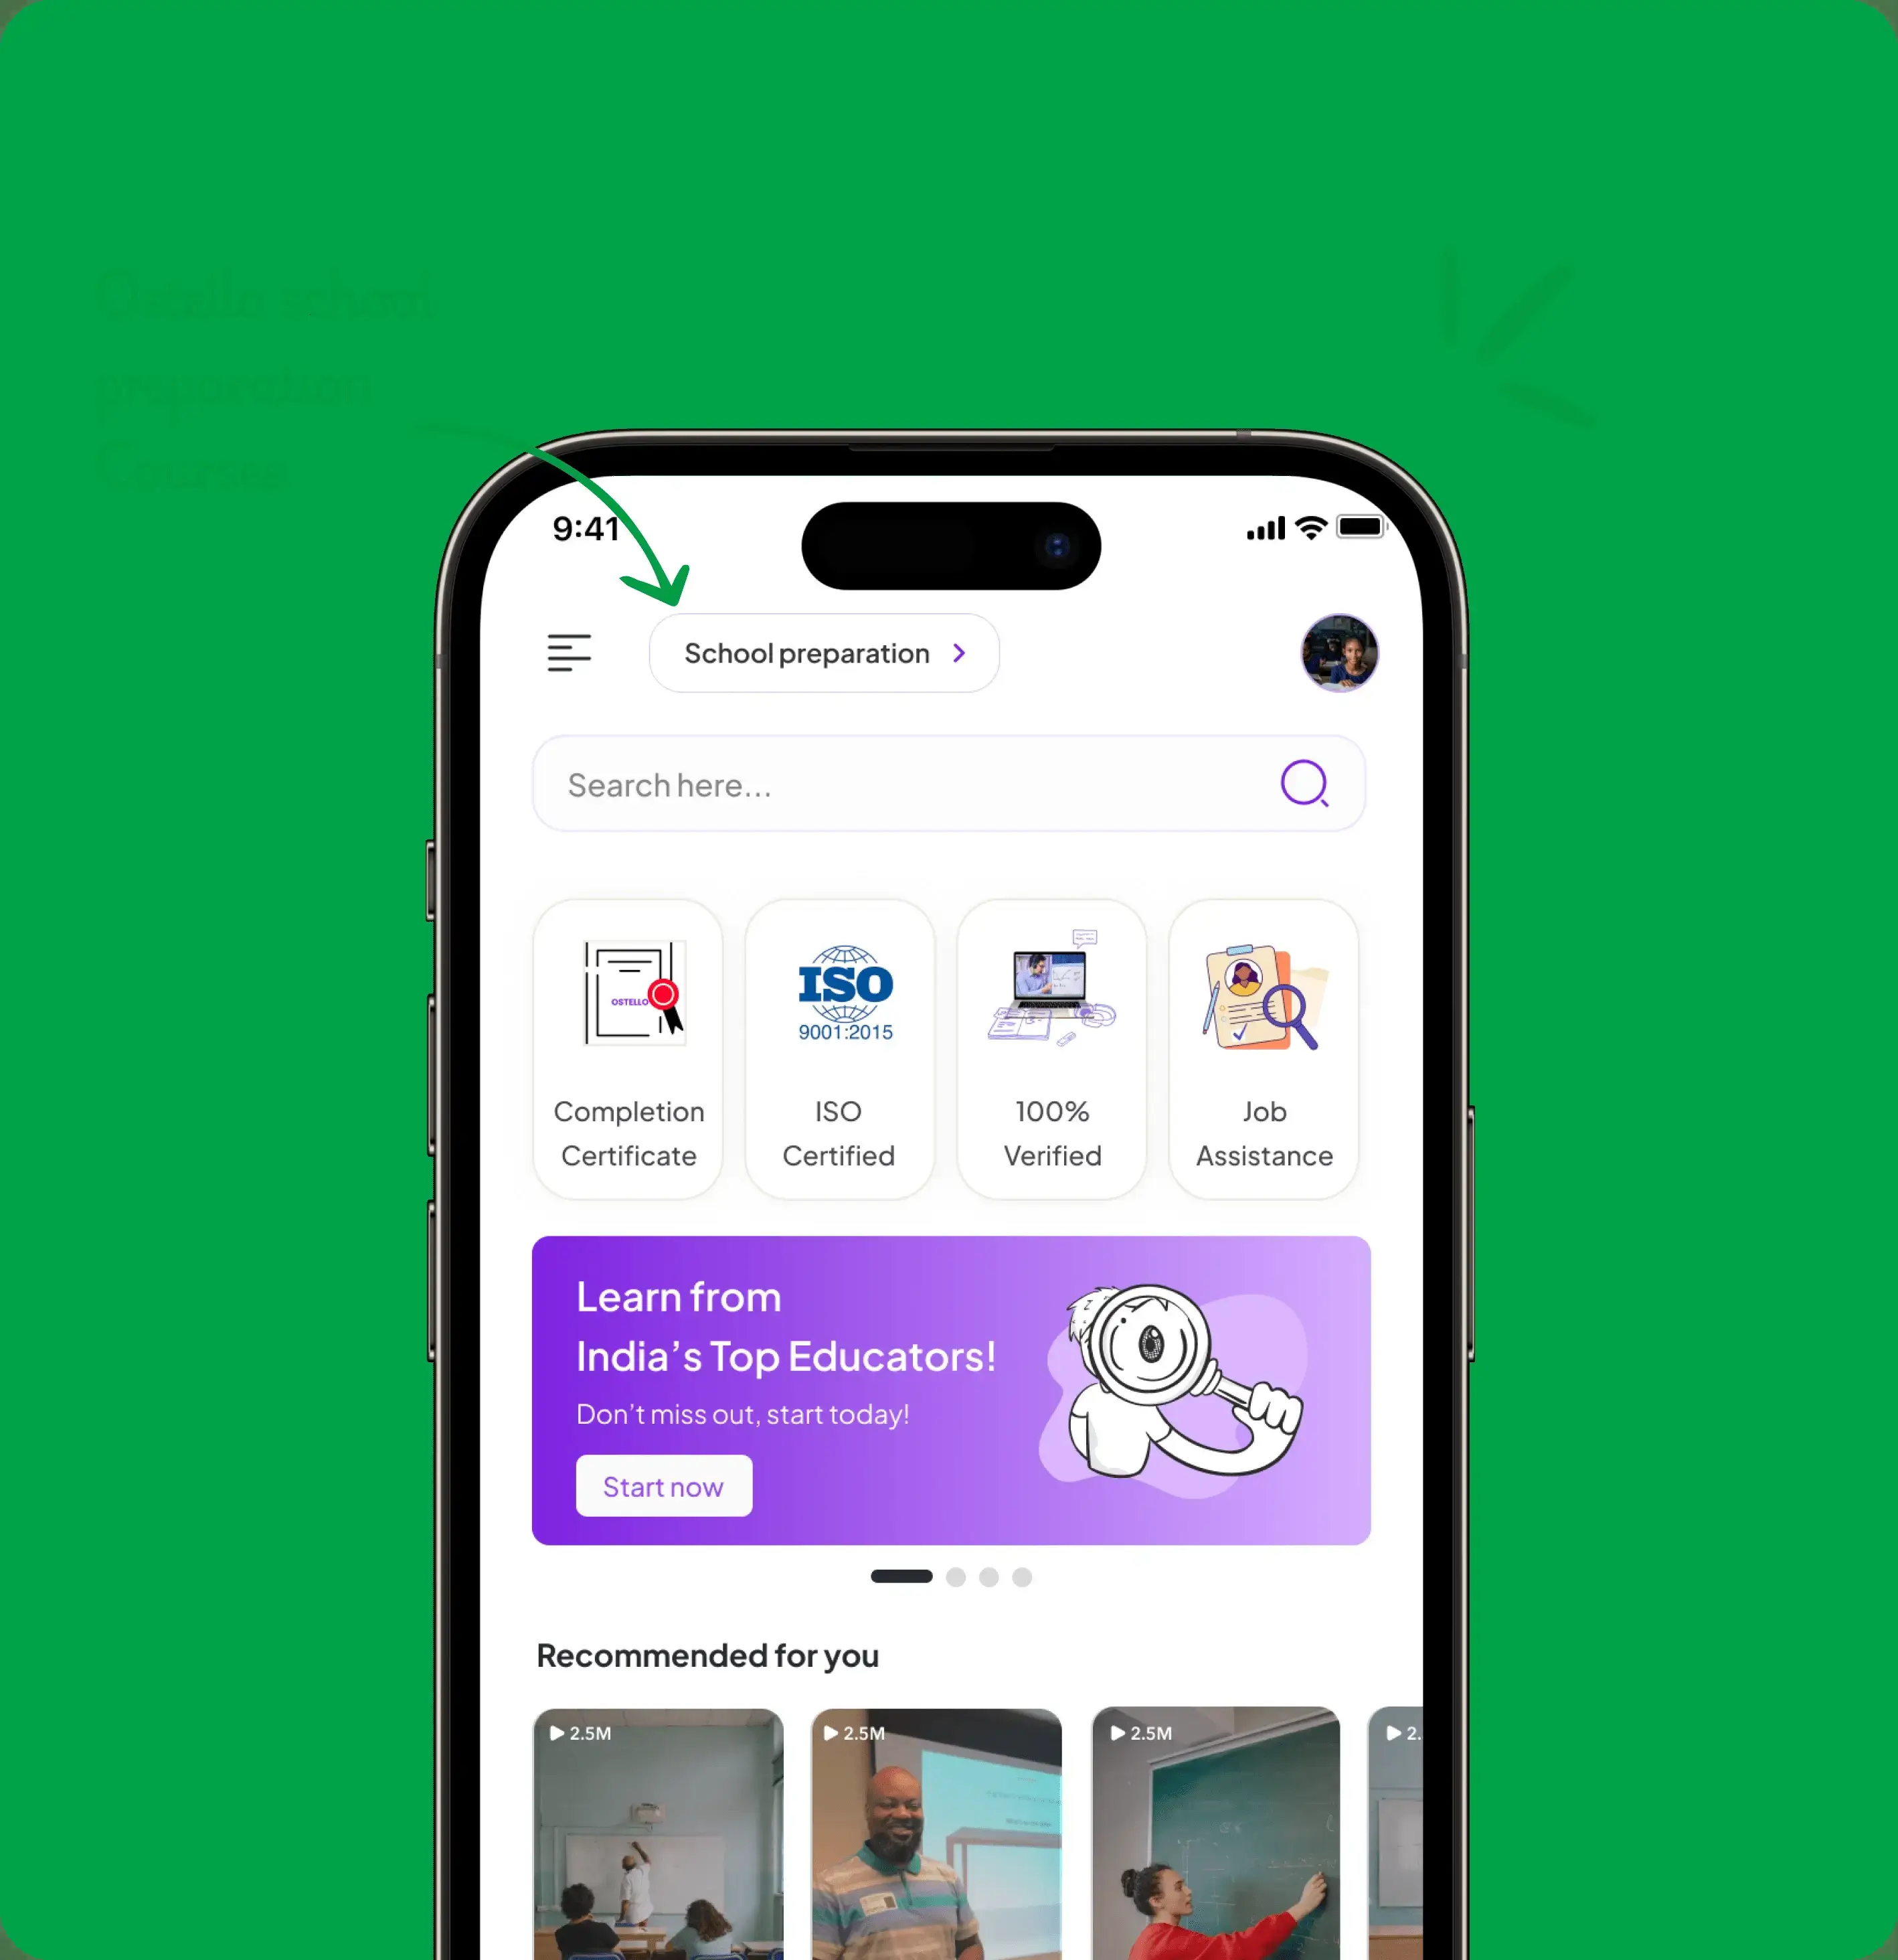 Ostello school
preparation
Courses
9:41
School preparation
Search here...
OSTELLO
ISO
9001:2015
Completion
Certificate
ISO
Certified
100%
Verified
Job
Assistance
Learn from
India’s Top Educators!
Don’t miss out, start today!
Start now
Recommended for you
2.5M
2.5M
2.5M
2.